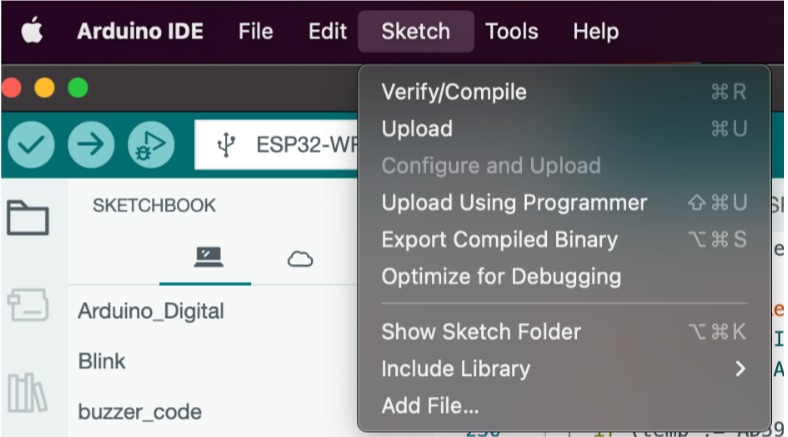 Arduino IDE File Edit Sketch Tools Help
Verify/Compile ⌘R
ESP32-WR
Upload ⌘U
Configure and Upload
Upload Using Programmer ⇧⌘U
Export Compiled Binary ⌥⌘S
Optimize for Debugging
Show Sketch Folder ⌥⌘K
Include Library
Add File...
SKETCHBOOK
Arduino_Digital
Blink
buzzer_code